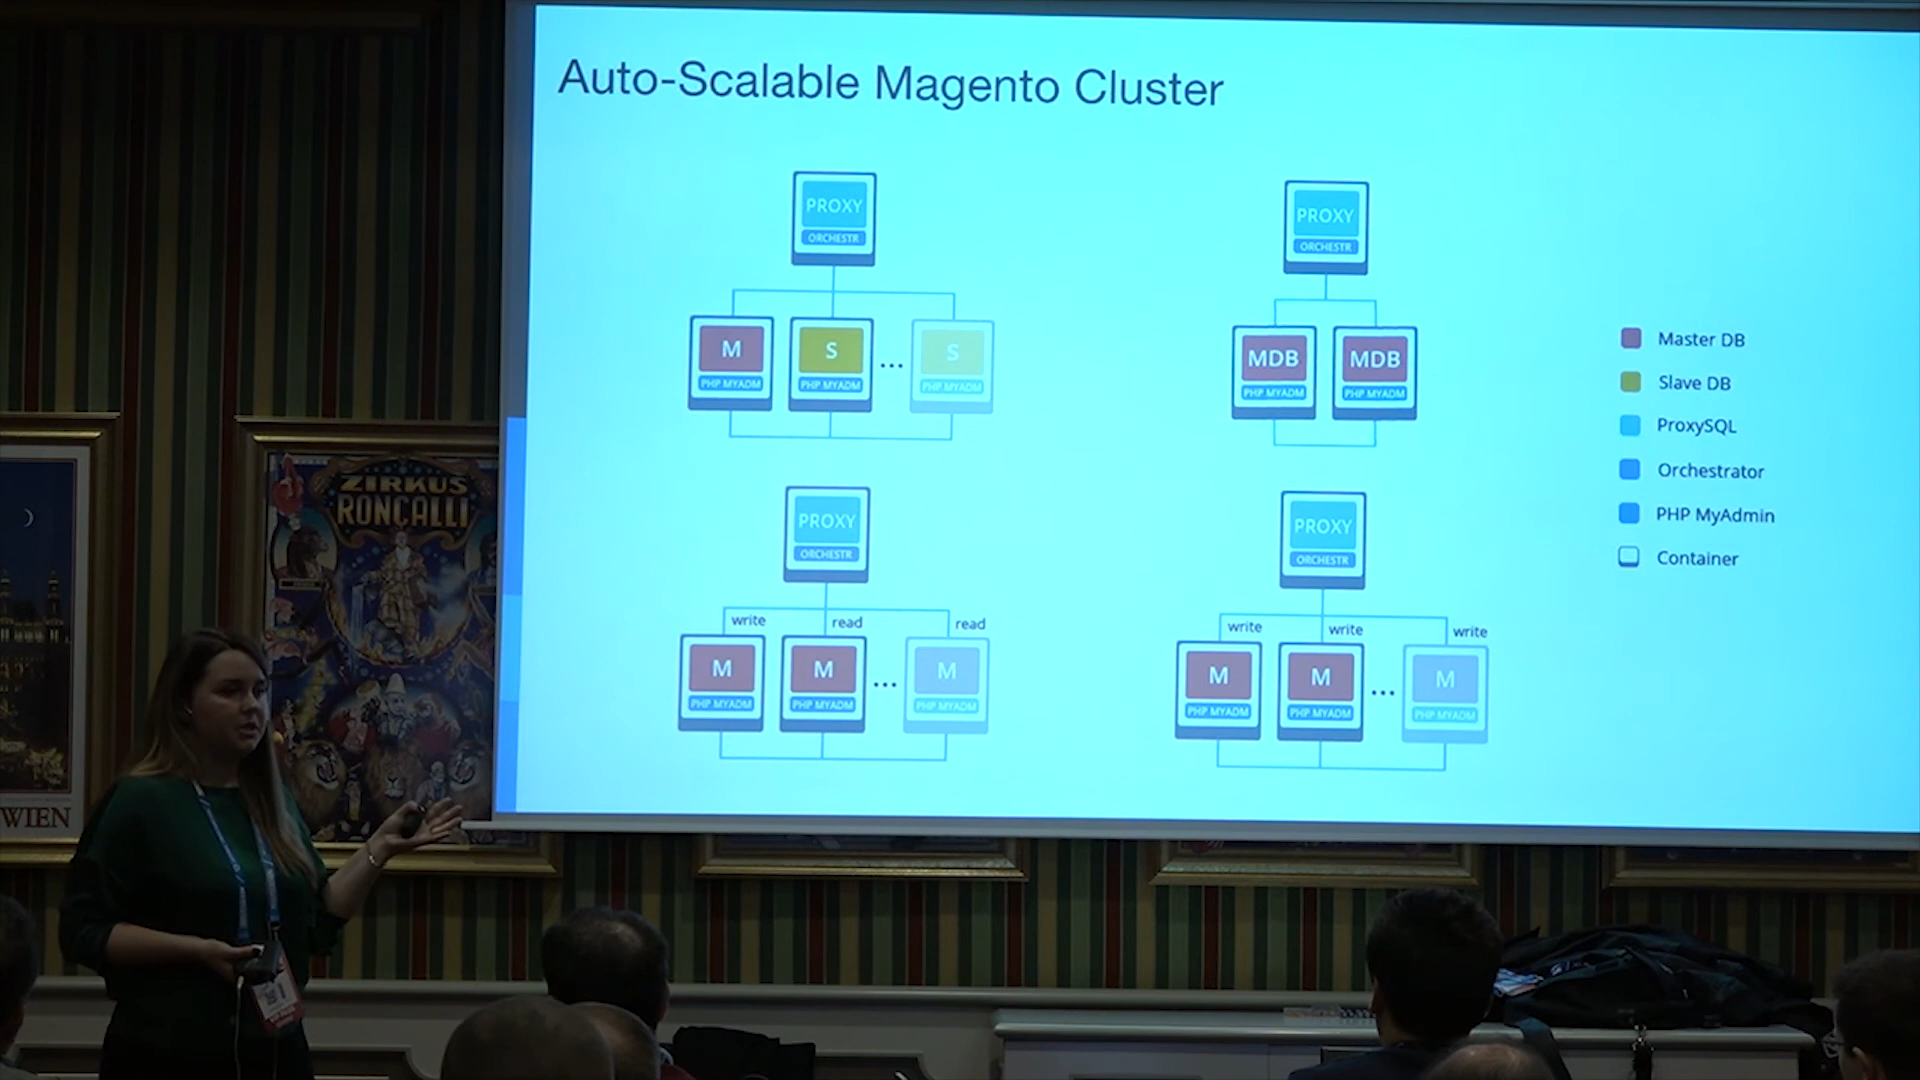 Auto-Scalable Magento Cluster
PROXY
ORCHESTR
M
PHP MYADM
S
PHP MYADM
...
S
PHP MYADM
PROXY
ORCHESTR
MDB
PHP MYADM
MDB
PHP MYADM
PROXY
ORCHESTR
write
read
read
M
PHP MYADM
M
PHP MYADM
...
M
PHP MYADM
PROXY
ORCHESTR
write
write
write
M
PHP MYADM
M
PHP MYADM
...
M
PHP MYADM
Master DB
Slave DB
ProxySQL
Orchestrator
PHP MyAdmin
Container
ZIRKUS
RONCALLI
WIEN